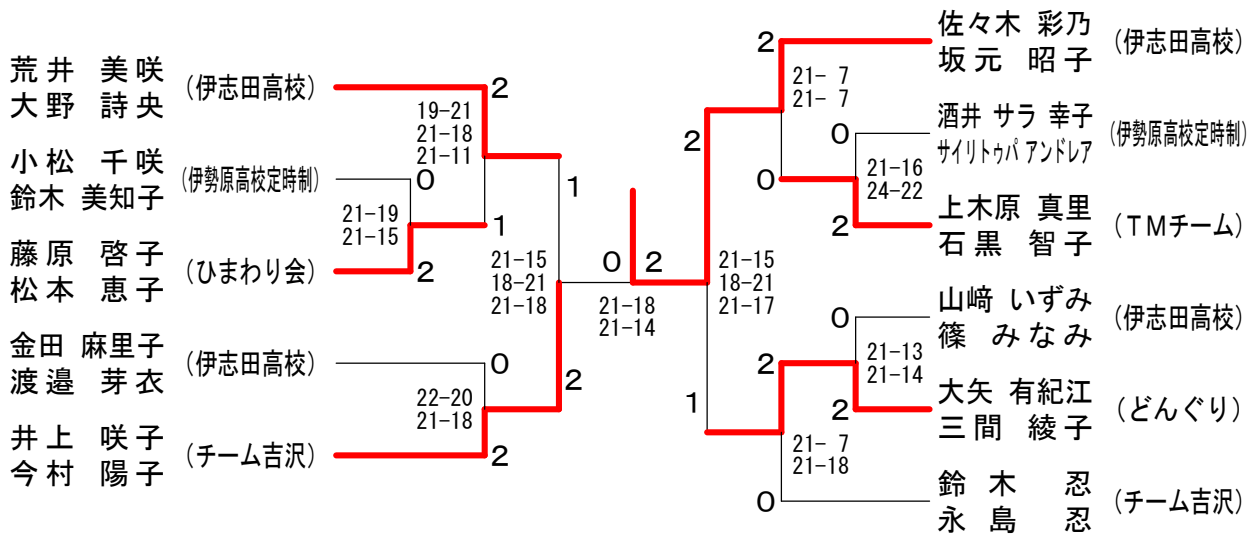 荒井 美咲
大野 詩央
(伊志田高校)
2
19-21
21-18
21-11
小松 千咲
鈴木 美知子
(伊勢原高校定時制)
0
21-19
21-15
1
藤原 啓子
松本 恵子
(ひまわり会)
2
1
21-15
18-21
21-18
金田 麻里子
渡邉 芽衣
(伊志田高校)
0
22-20
21-18
2
井上 咲子
今村 陽子
(チーム吉沢)
2
0
2
21-18
21-14
佐々木 彩乃
坂元 昭子
(伊志田高校)
2
21- 7
21- 7
2
酒井 サラ 幸子
サイリトゥパ アンドレア
(伊勢原高校定時制)
0
21-16
24-22
0
上木原 真里
石黒 智子
(TMチーム)
2
21-15
18-21
21-17
山﨑 いずみ
篠 みなみ
(伊志田高校)
0
21-13
21-14
2
大矢 有紀江
三間 綾子
(どんぐり)
2
1
21- 7
21-18
鈴木 忍
永島 忍
(チーム吉沢)
0